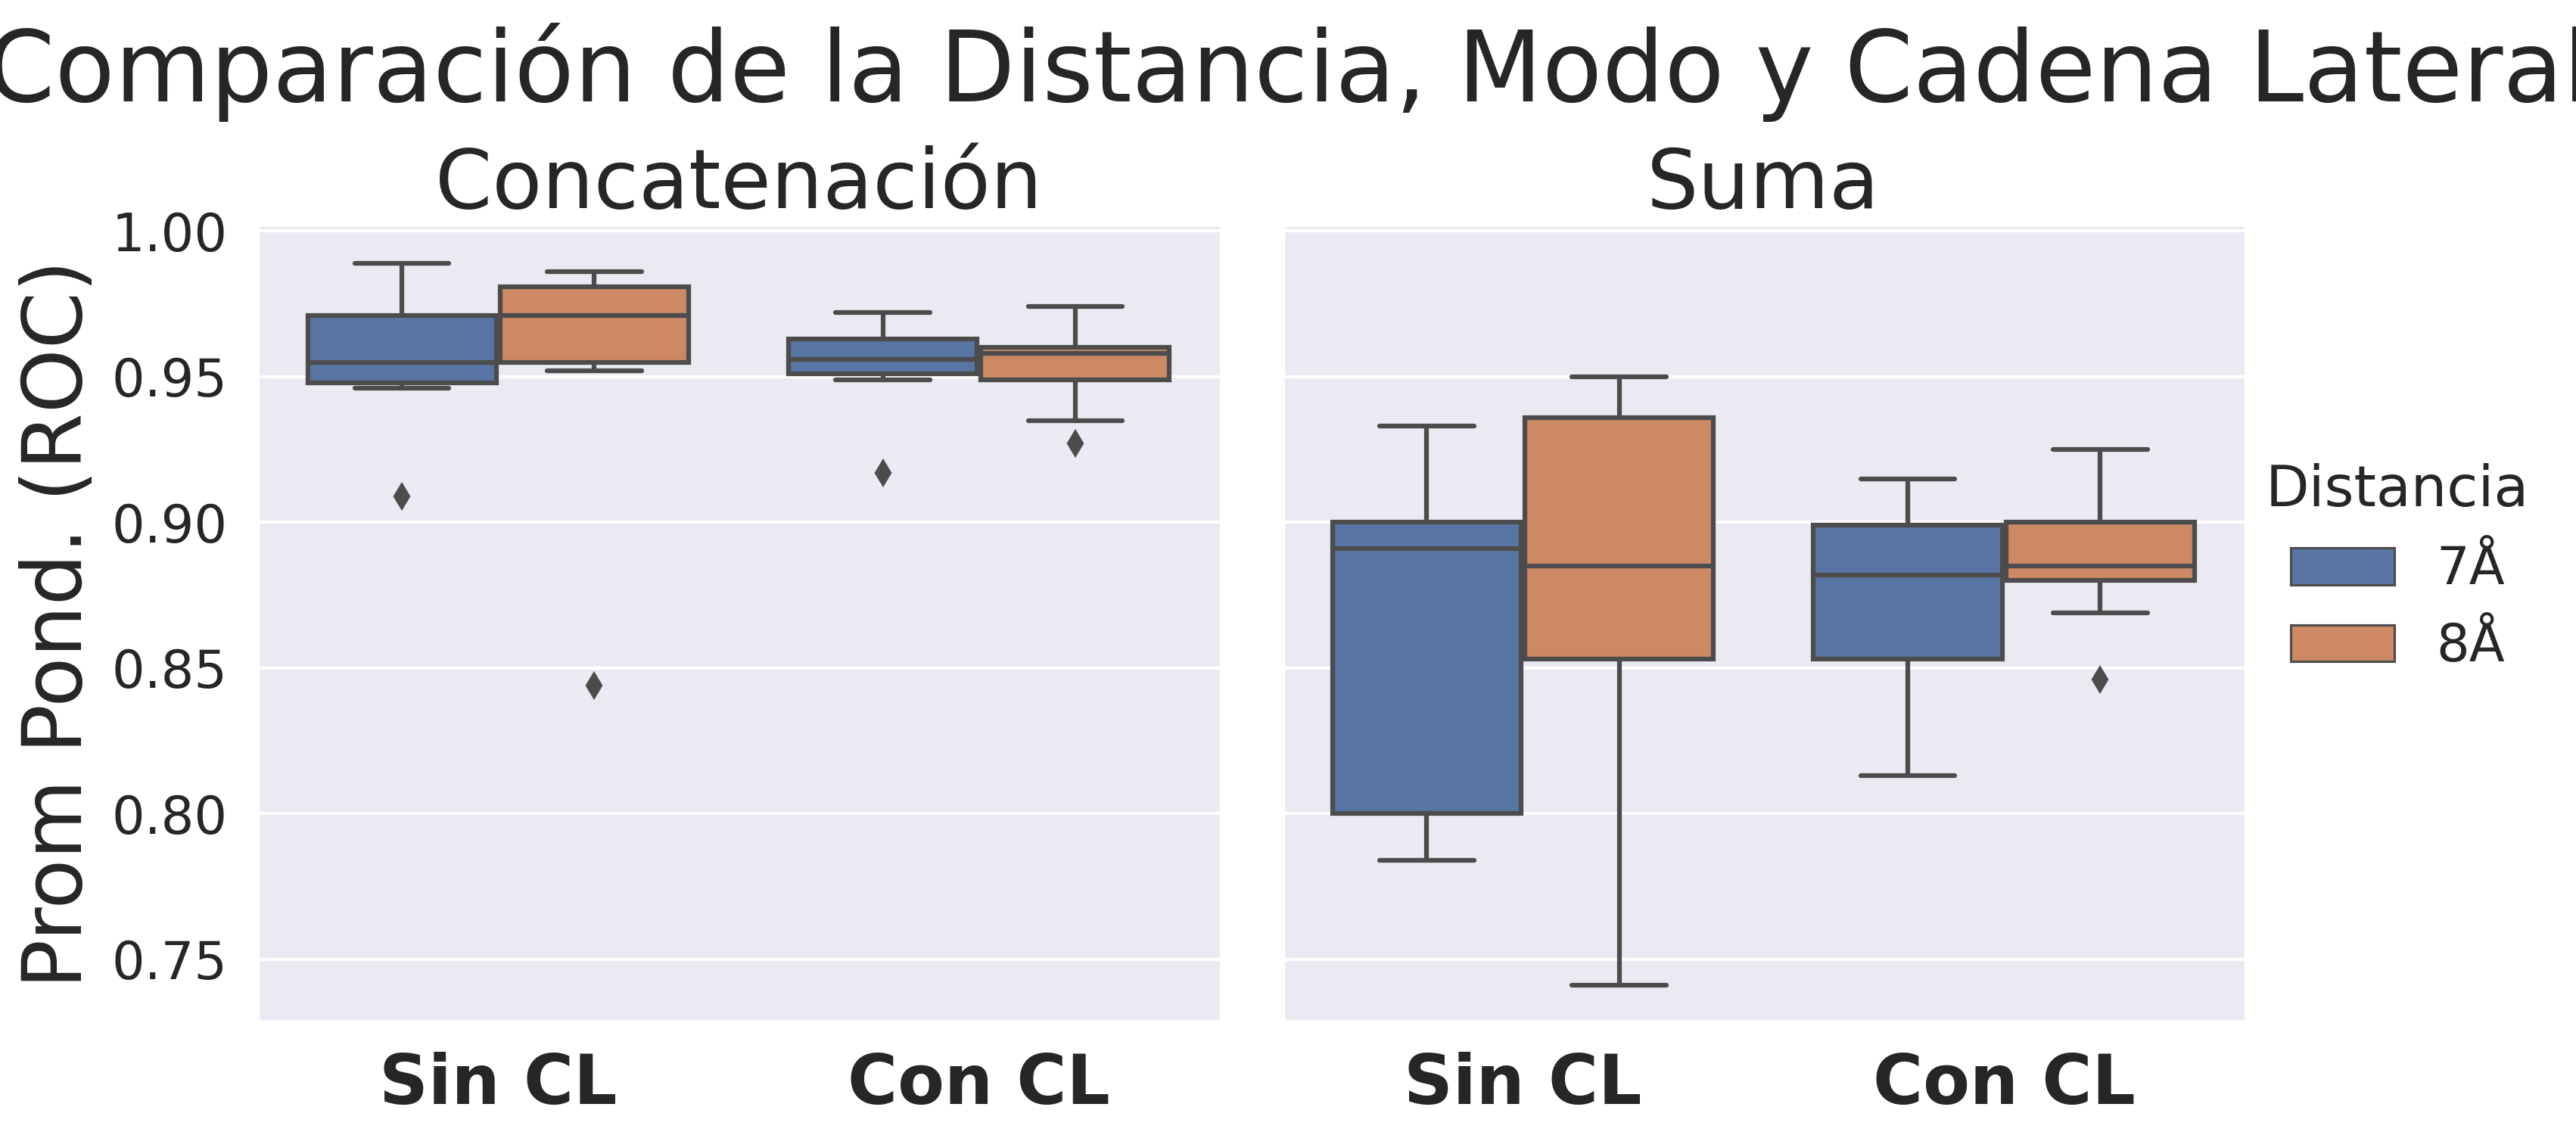 Comparación de la Distancia, Modo y Cadena Lateral
Concatenación
Suma
Prom Pond. (ROC)
1.00
0.95
0.90
0.85
0.80
0.75
Sin CL
Con CL
Sin CL
Con CL
Distancia
7Å
8Å